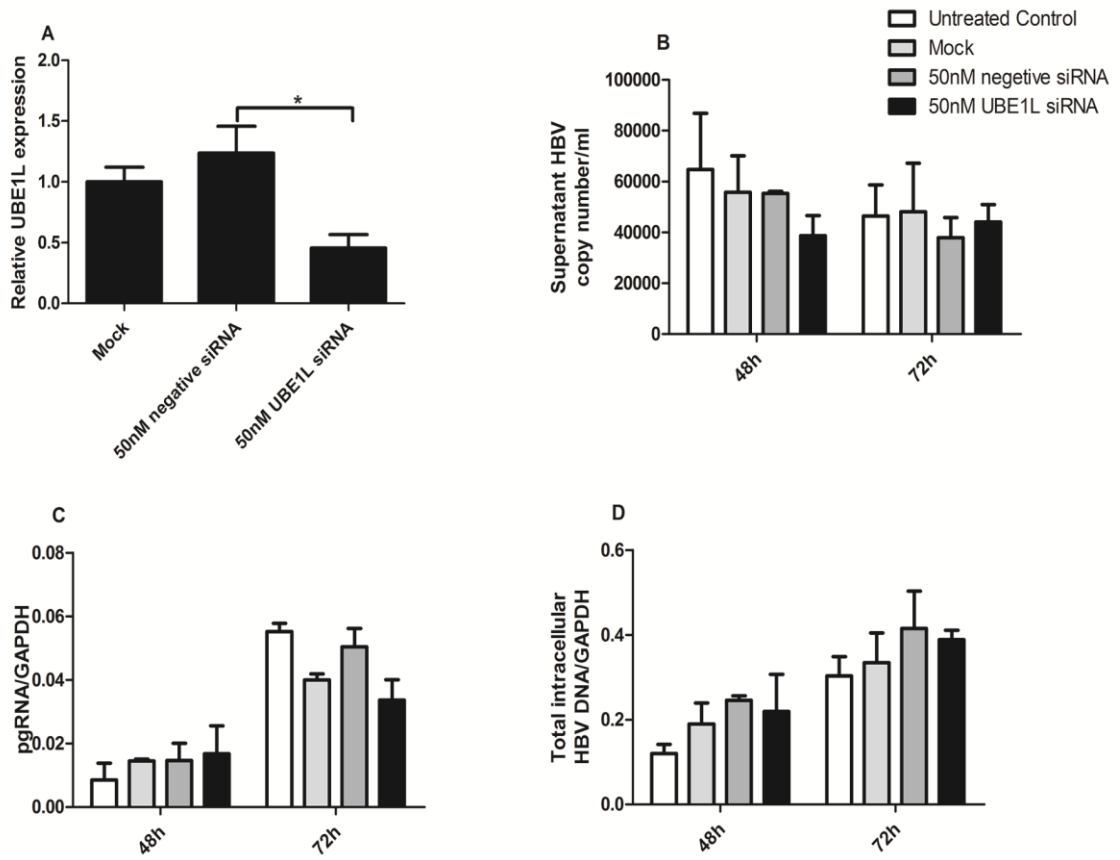 A
Relative UBE1L expression
2.0
1.5
1.0
0.5
0.0
*
Mock
50nM negative siRNA
50nM UBE1L siRNA
Untreated Control
Mock
50nM negetive siRNA
50nM UBE1L siRNA
B
Supernatant HBV
copy number/ml
100000
80000
60000
40000
20000
0
48h
72h
C
pgRNA/GAPDH
0.08
0.06
0.04
0.02
0.00
48h
72h
D
Total intracellular
HBV DNA/GAPDH
0.6
0.4
0.2
0.0
48h
72h